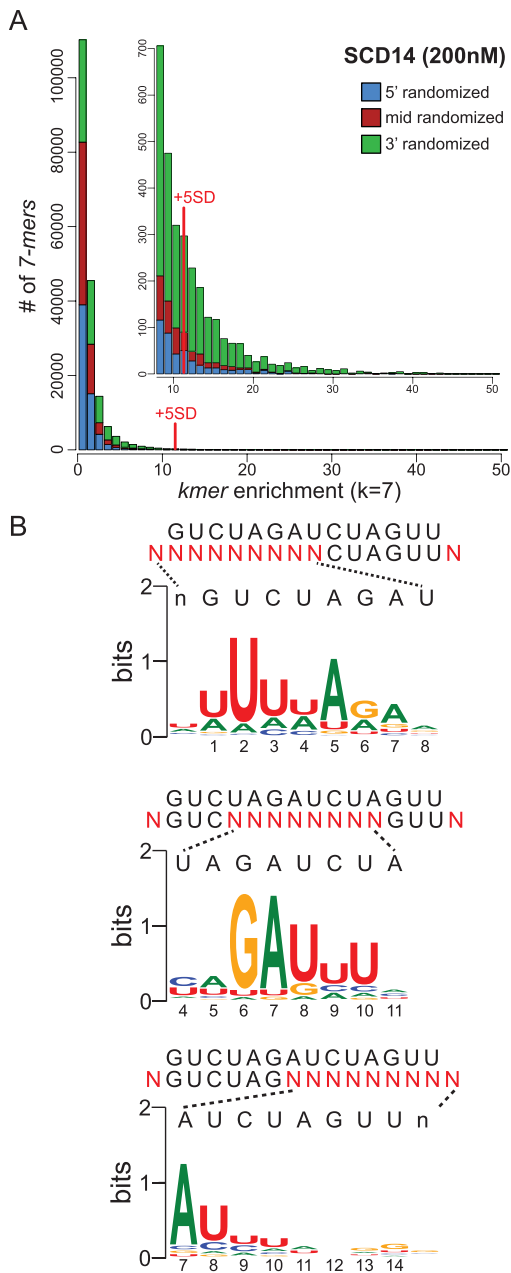 A
SCD14 (200nM)
5' randomized
mid randomized
3' randomized
# of 7-mers
0
20000
40000
60000
80000
100000
0
100
200
300
400
500
600
700
+5SD
10
20
30
40
50
+5SD
0
10
20
30
40
50
kmer enrichment (k=7)
B
GUCUAGAUCUAGUU
NNNNNNNNNCUAGUUN
n G U C U A G A U
bits
2
1
0
U U U U A G A
1 2 3 4 5 6 7 8
GUCUAGAUCUAGUU
NGUCNNNNNNNNGUUN
U A G A U C U A
bits
2
1
0
C A G A U U U
4 5 6 7 8 9 10 11
GUCUAGAUCUAGUU
NGUCUAGNNNNNNNNN
A U C U A G U U n
bits
2
1
0
A U U U
7 8 9 10 11 12 13 14